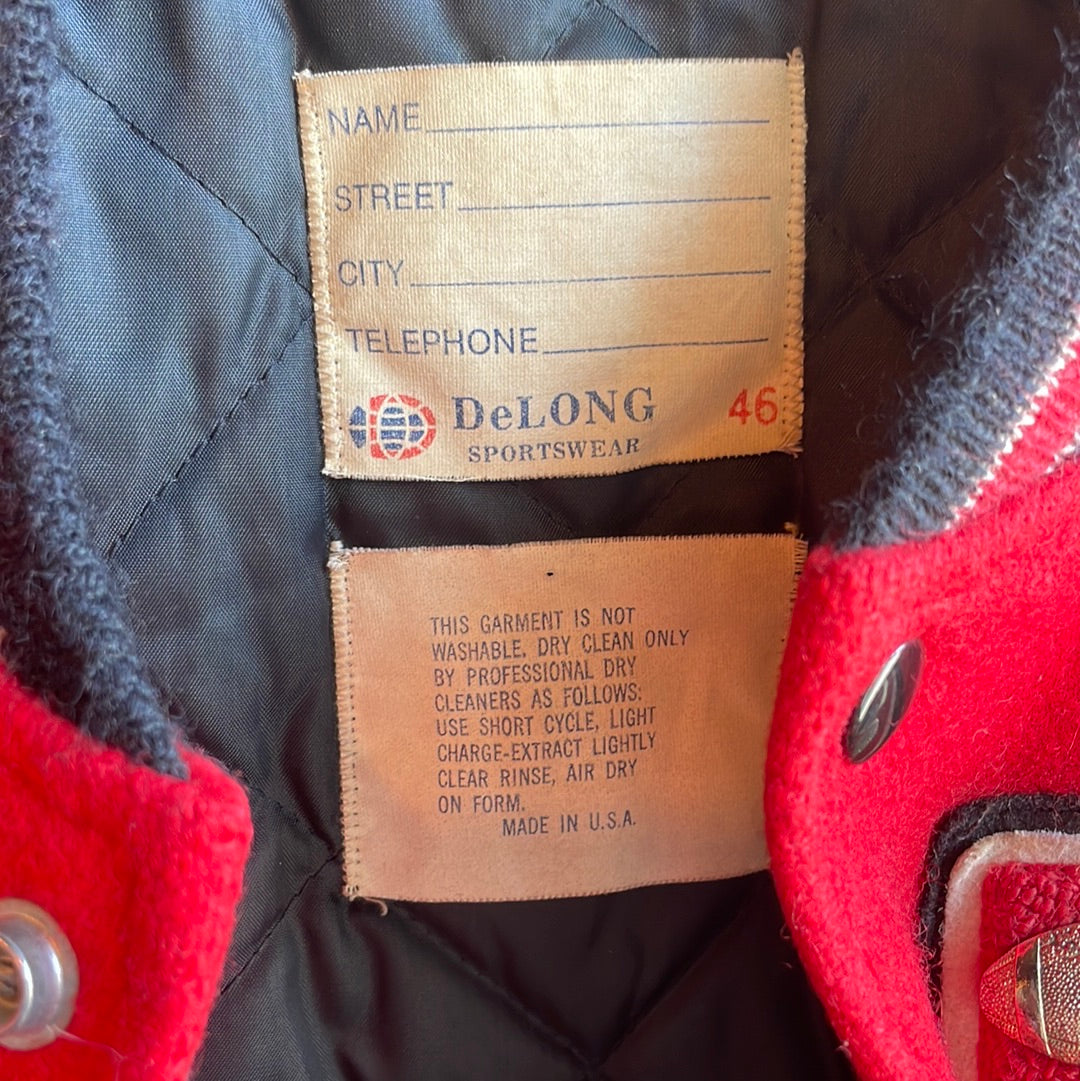 NAME
STREET
CITY
TELEPHONE
DeLONG 46
SPORTSWEAR
THIS GARMENT IS NOT
WASHABLE, DRY CLEAN ONLY
BY PROFESSIONAL DRY
CLEANERS AS FOLLOWS:
USE SHORT CYCLE, LIGHT
CHARGE-EXTRACT LIGHTLY
CLEAR RINSE, AIR DRY
ON FORM.
MADE IN U.S.A.